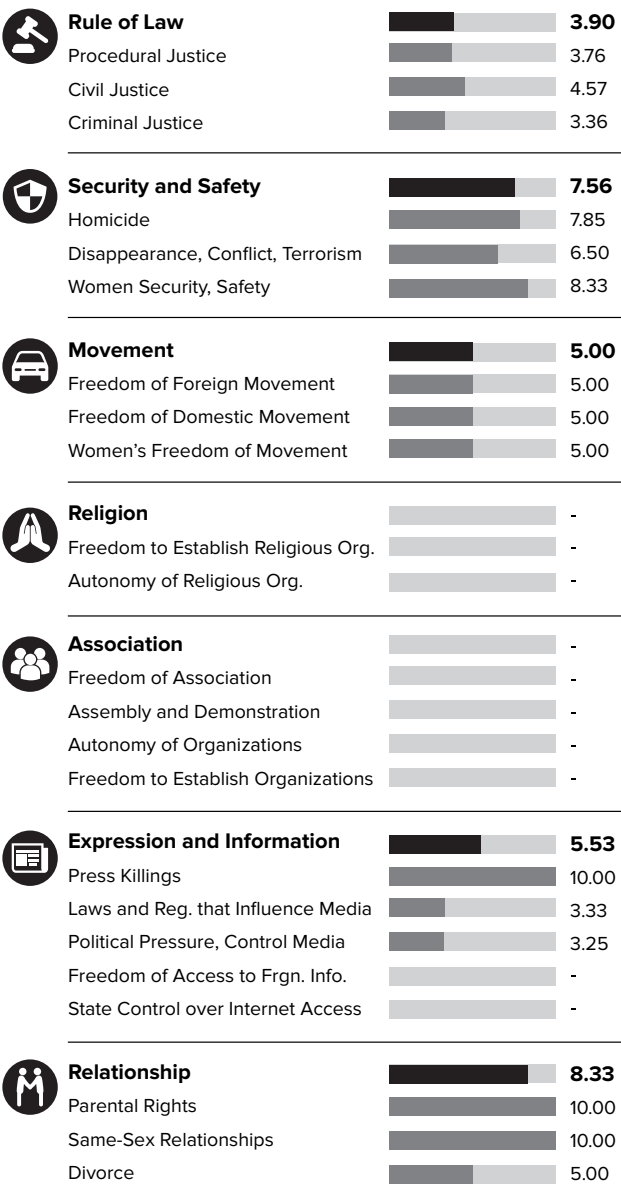 Rule of Law 3.90
Procedural Justice 3.76
Civil Justice 4.57
Criminal Justice 3.36
Security and Safety 7.56
Homicide 7.85
Disappearance, Conflict, Terrorism 6.50
Women Security, Safety 8.33
Movement 5.00
Freedom of Foreign Movement 5.00
Freedom of Domestic Movement 5.00
Women’s Freedom of Movement 5.00
Religion -
Freedom to Establish Religious Org. -
Autonomy of Religious Org. -
Association -
Freedom of Association -
Assembly and Demonstration -
Autonomy of Organizations -
Freedom to Establish Organizations -
Expression and Information 5.53
Press Killings 10.00
Laws and Reg. that Influence Media 3.33
Political Pressure, Control Media 3.25
Freedom of Access to Frgn. Info. -
State Control over Internet Access -
Relationship 8.33
Parental Rights 10.00
Same-Sex Relationships 10.00
Divorce 5.00